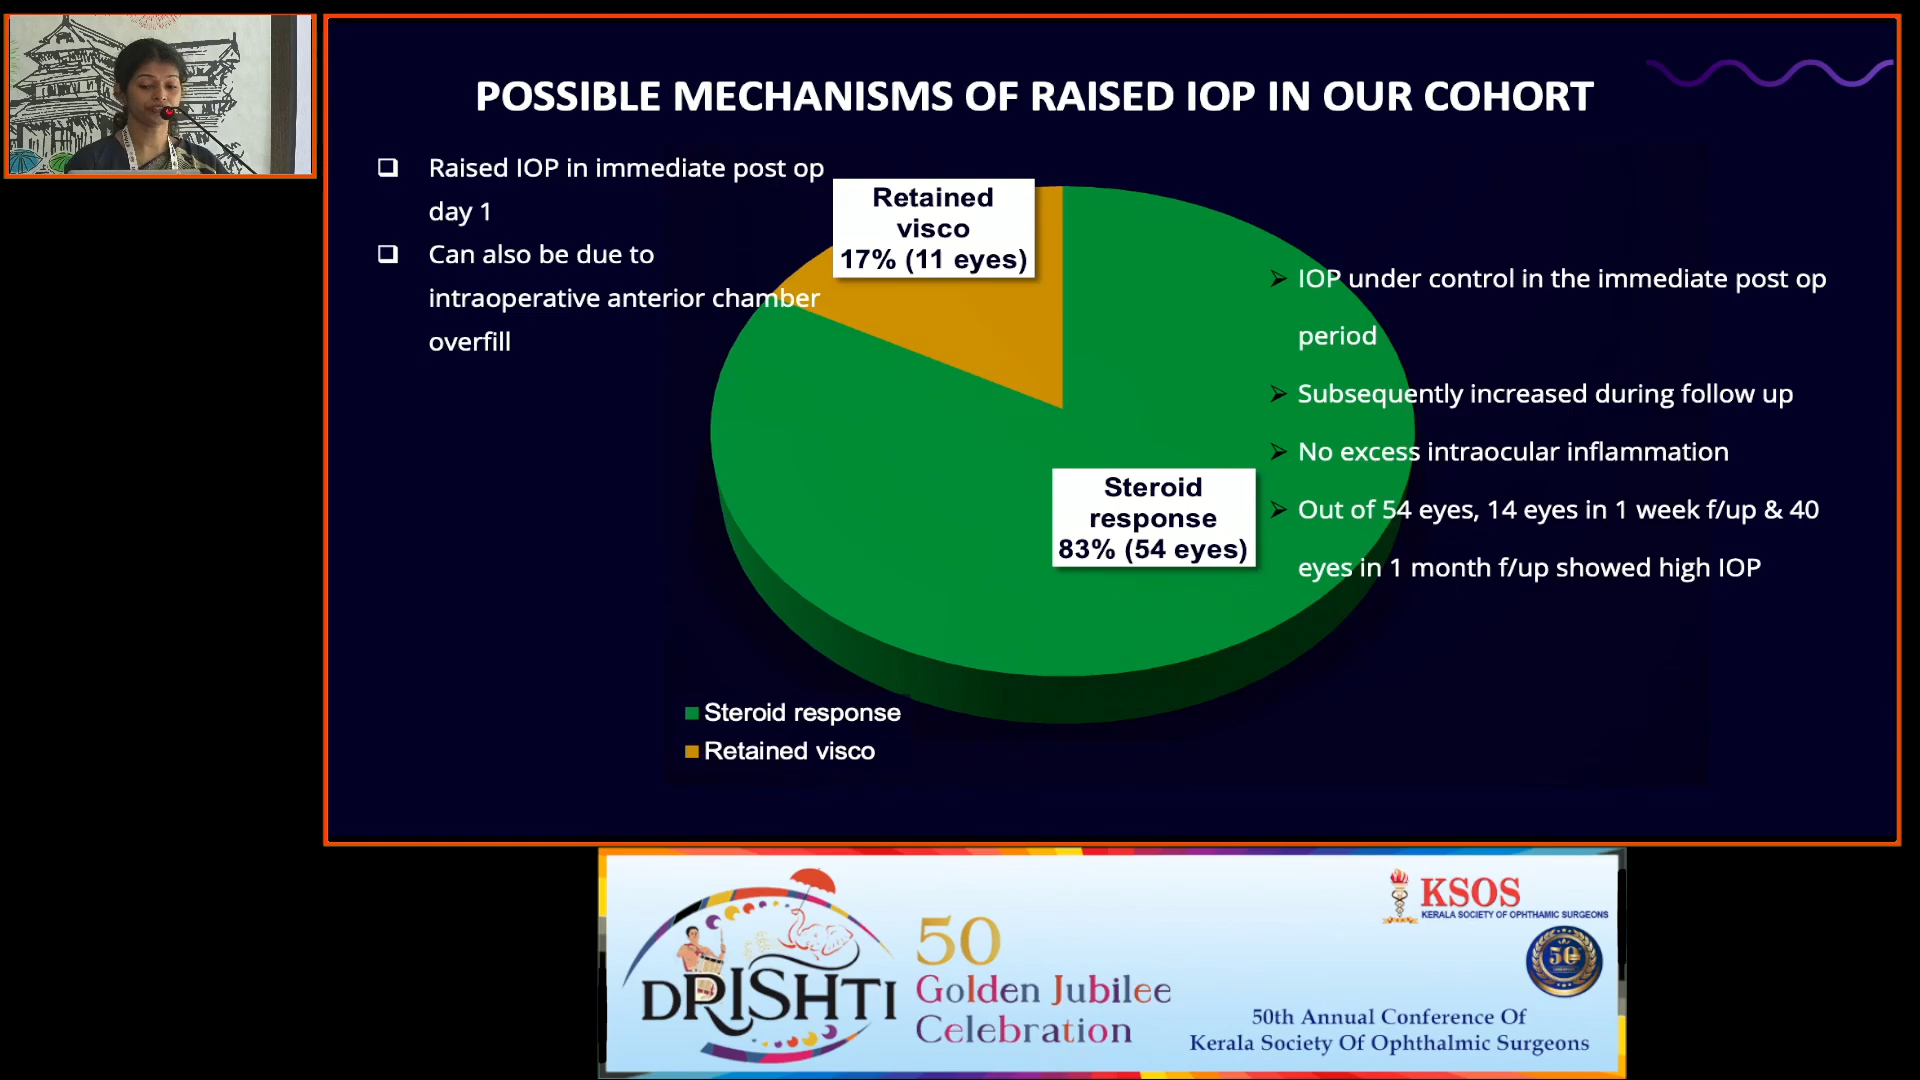 POSSIBLE MECHANISMS OF RAISED IOP IN OUR COHORT
❑ Raised IOP in immediate post op
day 1
❑ Can also be due to
intraoperative anterior chamber
overfill
Retained
visco
17% (11 eyes)
➢ IOP under control in the immediate post op
period
➢ Subsequently increased during follow up
➢ No excess intraocular inflammation
➢ Out of 54 eyes, 14 eyes in 1 week f/up & 40
eyes in 1 month f/up showed high IOP
Steroid
response
83% (54 eyes)
Steroid response
Retained visco
DRISHTI
50
Golden Jubilee
Celebration
KSOS
KERALA SOCIETY OF OPHTHAMIC SURGEONS
50
50th Annual Conference Of
Kerala Society Of Ophthalmic Surgeons